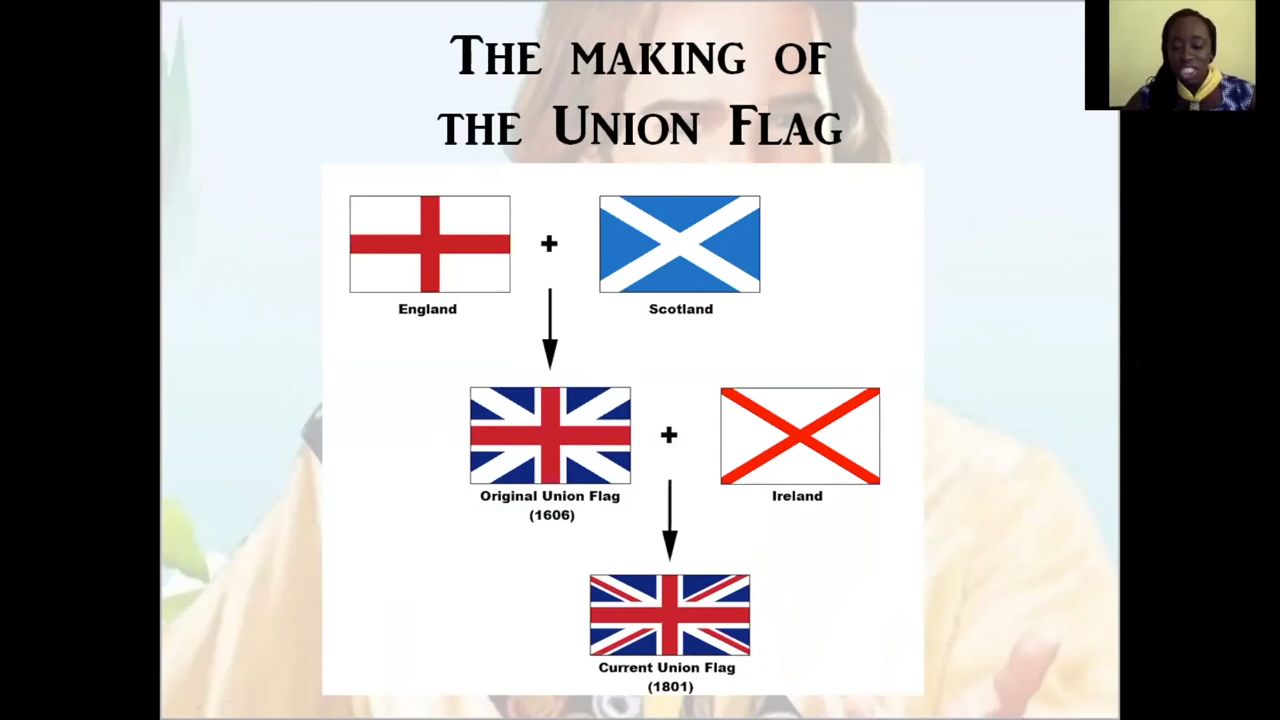 The making of
the Union Flag
England
+
Scotland
Original Union Flag
(1606)
+
Ireland
Current Union Flag
(1801)